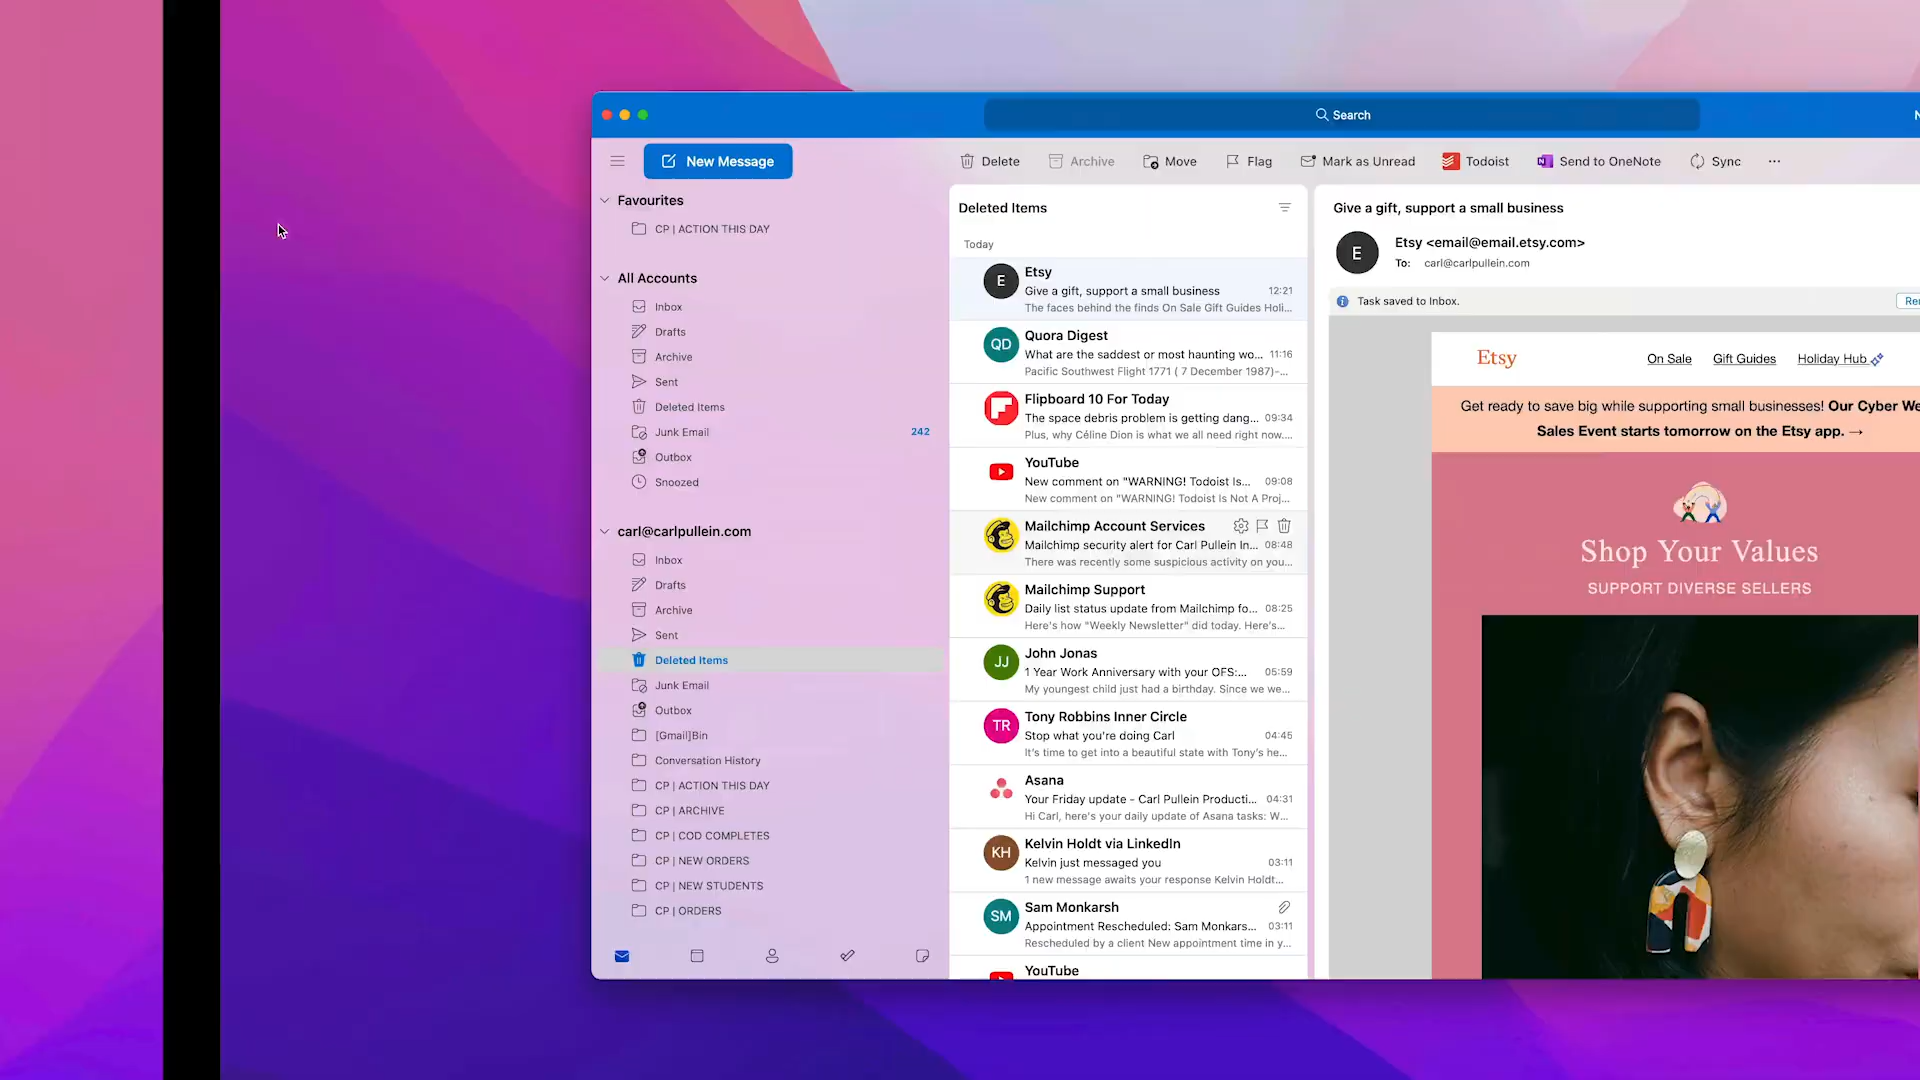 Search
New Message
Delete
Archive
Move
Flag
Mark as Unread
Todoist
Send to OneNote
Sync
Favourites
CP | ACTION THIS DAY
All Accounts
Inbox
Drafts
Archive
Sent
Deleted Items
Junk Email 242
Outbox
Snoozed
carl@carlpullein.com
Inbox
Drafts
Archive
Sent
Deleted Items
Junk Email
Outbox
[Gmail]Bin
Conversation History
CP | ACTION THIS DAY
CP | ARCHIVE
CP | COD COMPLETES
CP | NEW ORDERS
CP | NEW STUDENTS
CP | ORDERS
Deleted Items
Today
E
Etsy
Give a gift, support a small business 12:21
The faces behind the finds On Sale Gift Guides Holi...
QD
Quora Digest
What are the saddest or most haunting wo... 11:16
Pacific Southwest Flight 1771 ( 7 December 1987)-...
Flipboard 10 For Today
The space debris problem is getting dang... 09:34
Plus, why Céline Dion is what we all need right now....
YouTube
New comment on "WARNING! Todoist Is... 09:08
New comment on "WARNING! Todoist Is Not A Proj...
Mailchimp Account Services
Mailchimp security alert for Carl Pullein In... 08:48
There was recently some suspicious activity on you...
Mailchimp Support
Daily list status update from Mailchimp fo... 08:25
Here's how "Weekly Newsletter" did today. Here's...
JJ
John Jonas
1 Year Work Anniversary with your OFS:... 05:59
My youngest child just had a birthday. Since we we...
TR
Tony Robbins Inner Circle
Stop what you're doing Carl 04:45
It's time to get into a beautiful state with Tony's he...
Asana
Your Friday update - Carl Pullein Producti... 04:31
Hi Carl, here's your daily update of Asana tasks: W...
KH
Kelvin Holdt via LinkedIn
Kelvin just messaged you 03:11
1 new message awaits your response Kelvin Holdt...
SM
Sam Monkarsh
Appointment Rescheduled: Sam Monkars... 03:11
Rescheduled by a client New appointment time in y...
YouTube
Give a gift, support a small business
E
Etsy <email@email.etsy.com>
To: carl@carlpullein.com
Task saved to Inbox.
Etsy
On Sale Gift Guides Holiday Hub
Get ready to save big while supporting small businesses! Our Cyber We
Sales Event starts tomorrow on the Etsy app. →
Shop Your Values
SUPPORT DIVERSE SELLERS